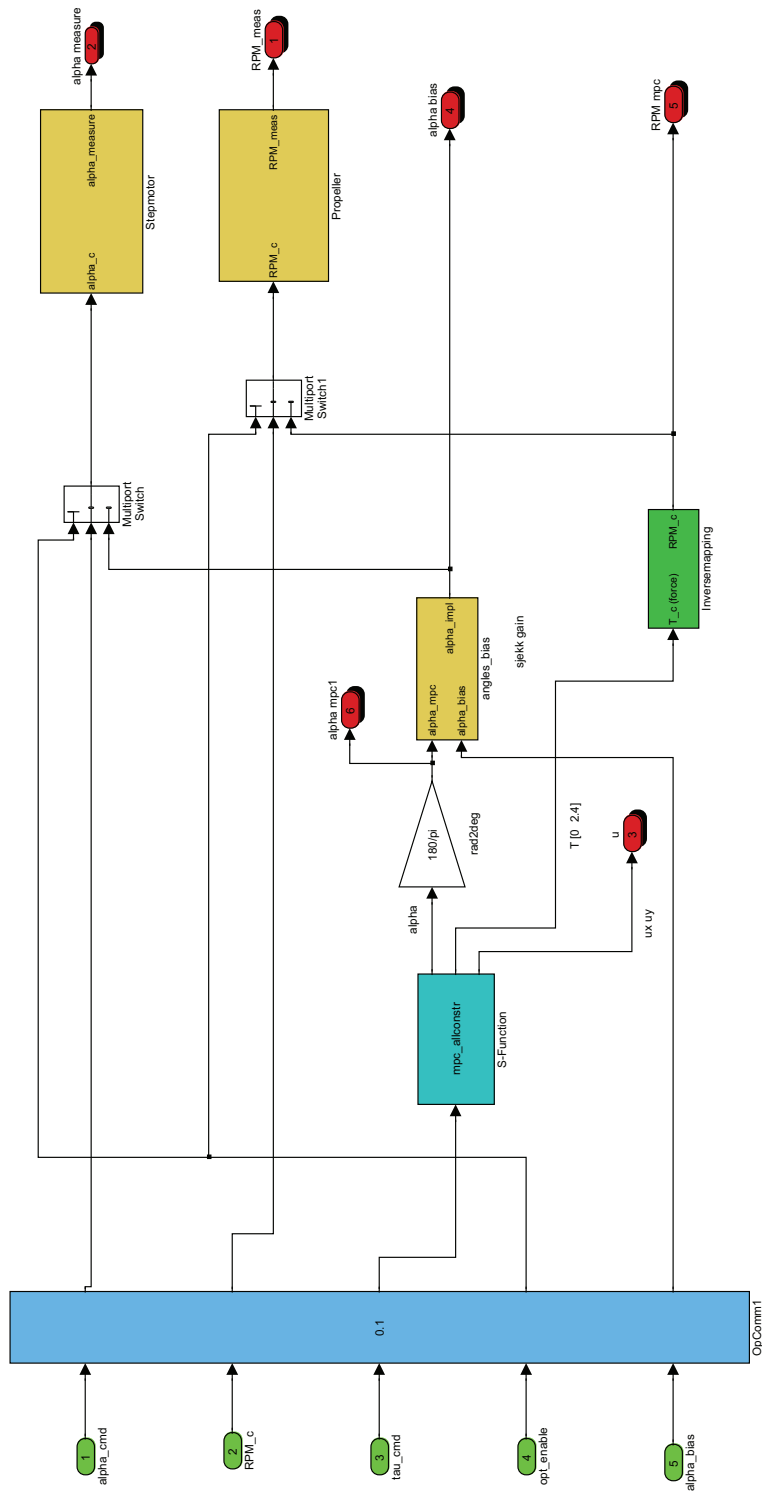 1
alpha_cmd
2
RPM_c
3
tau_cmd
4
opt_enable
5
alpha_bias
0.1
OpComm1
mpc_allconstr
S-Function
alpha
180/pi
rad2deg
alpha mpc1
6
alpha_mpc
alpha_bias
alpha_impl
angles_bias
sjekk gain
T [0 2.4]
ux uy
u
3
T_c (force)
RPM_c
Inversemapping
Multiport
Switch
Multiport
Switch1
alpha_c
alpha_measure
Stepmotor
RPM_c
RPM_meas
Propeller
alpha measure
2
RPM_meas
1
alpha bias
4
RPM mpc
5